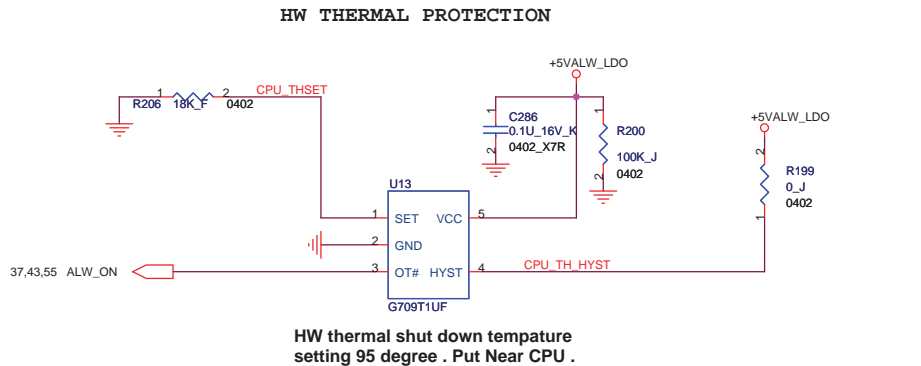 HW THERMAL PROTECTION
+5VALW_LDO
1 2 CPU_THSET
R206 18K_F 0402
1 C286
0.1U_16V_K
2 0402_X7R
1 R200
100K_J
2 0402
+5VALW_LDO
2 R199
0_J
1 0402
U13
1 SET VCC 5
2 GND
3 OT# HYST 4 CPU_TH_HYST
37,43,55 ALW_ON
G709T1UF
HW thermal shut down tempature
setting 95 degree . Put Near CPU .